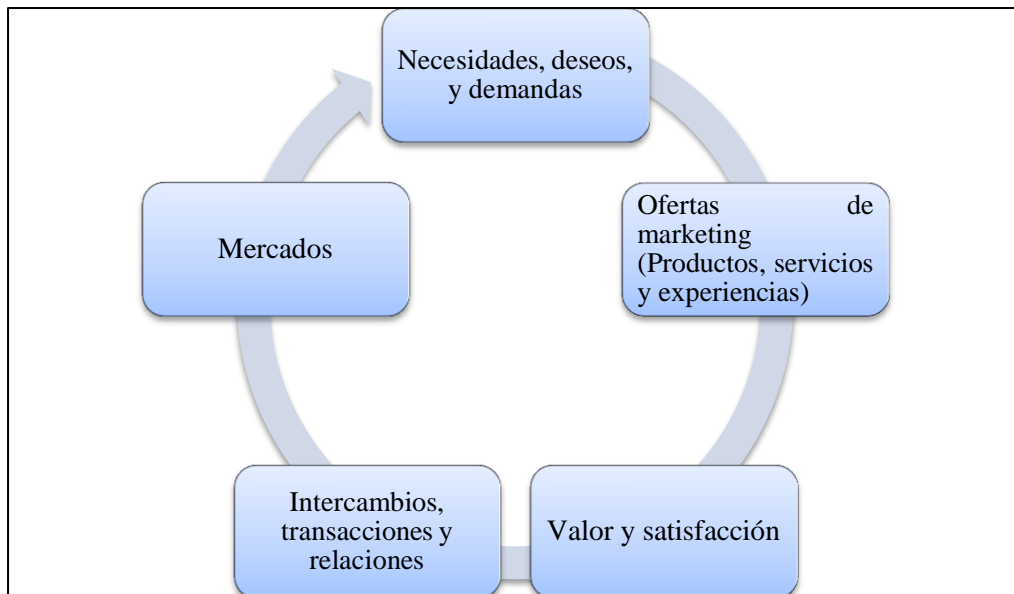 Necesidades, deseos,
y demandas
Ofertas de
marketing
(Productos, servicios
y experiencias)
Valor y satisfacción
Intercambios,
transacciones y
relaciones
Mercados